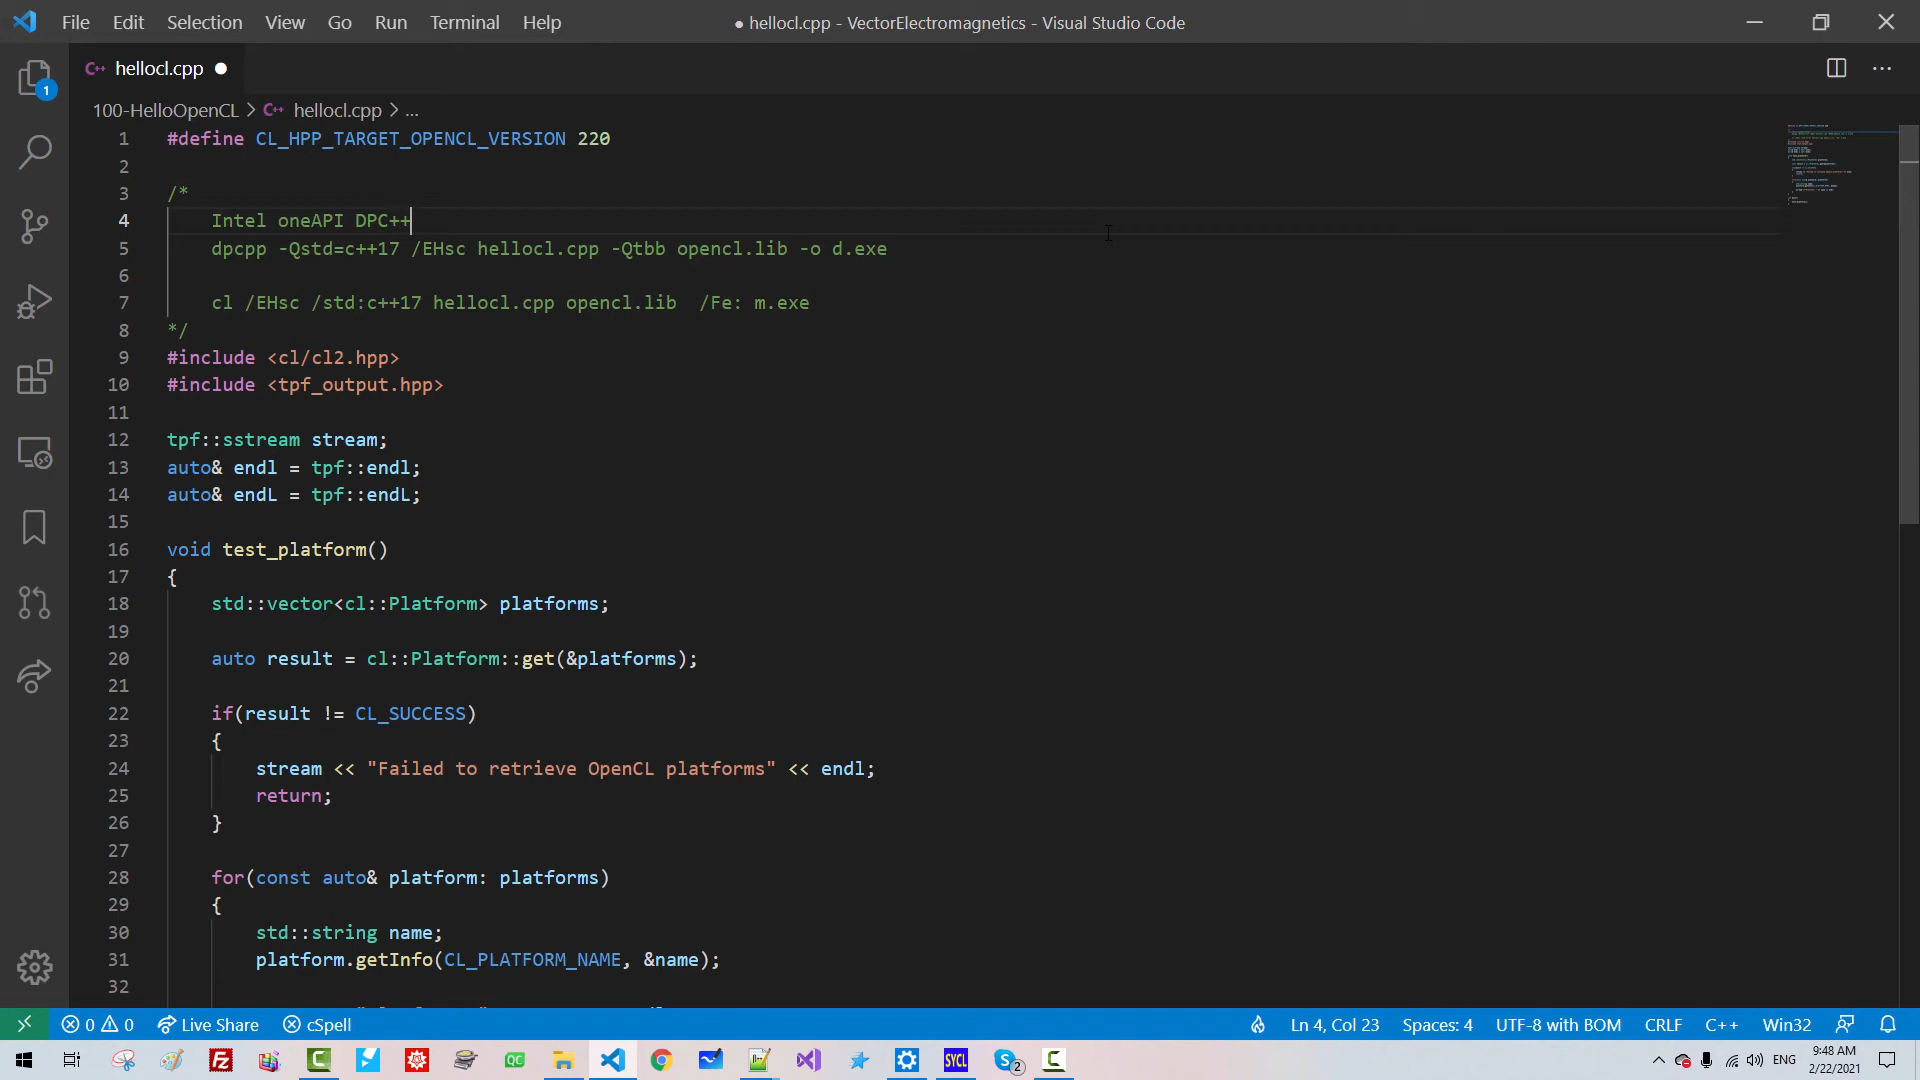 File Edit Selection View Go Run Terminal Help
● hellocl.cpp - VectorElectromagnetics - Visual Studio Code
C++ hellocl.cpp ●
100-HelloOpenCL > C++ hellocl.cpp > ...
1 #define CL_HPP_TARGET_OPENCL_VERSION 220
2
3 /*
4 Intel oneAPI DPC++
5 dpcpp -Qstd=c++17 /EHsc hellocl.cpp -Qtbb opencl.lib -o d.exe
6
7 cl /EHsc /std:c++17 hellocl.cpp opencl.lib  /Fe: m.exe
8 */
9 #include <cl/cl2.hpp>
10 #include <tpf_output.hpp>
11
12 tpf::sstream stream;
13 auto& endl = tpf::endl;
14 auto& endL = tpf::endL;
15
16 void test_platform()
17 {
18 std::vector<cl::Platform> platforms;
19
20 auto result = cl::Platform::get(&platforms);
21
22 if(result != CL_SUCCESS)
23 {
24 stream << "Failed to retrieve OpenCL platforms" << endl;
25 return;
26 }
27
28 for(const auto& platform: platforms)
29 {
30 std::string name;
31 platform.getInfo(CL_PLATFORM_NAME, &name);
32
1
0 0 Live Share cSpell
Ln 4, Col 23 Spaces: 4 UTF-8 with BOM CRLF C++ Win32
QC SYCL 2 ENG
9:48 AM
2/22/2021